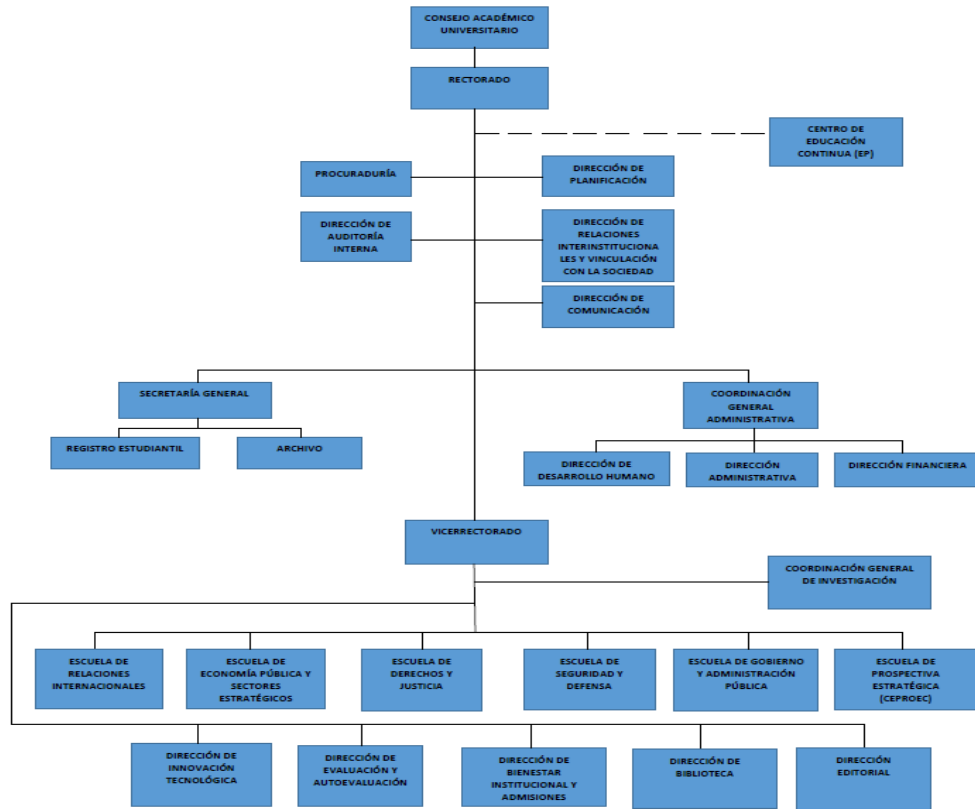 CONSEJO ACADÉMICO
UNIVERSITARIO
RECTORADO
CENTRO DE
EDUCACIÓN
CONTINUA (EP)
PROCURADURÍA
DIRECCIÓN DE
PLANIFICACIÓN
DIRECCIÓN DE
AUDITORÍA
INTERNA
DIRECCIÓN DE
RELACIONES
INTERINSTITUCIONA
LES Y VINCULACIÓN
CON LA SOCIEDAD
DIRECCIÓN DE
COMUNICACIÓN
SECRETARÍA GENERAL
COORDINACIÓN
GENERAL
ADMINISTRATIVA
REGISTRO ESTUDIANTIL
ARCHIVO
DIRECCIÓN DE
DESARROLLO HUMANO
DIRECCIÓN
ADMINISTRATIVA
DIRECCIÓN FINANCIERA
VICERRECTORADO
COORDINACIÓN GENERAL
DE INVESTIGACIÓN
ESCUELA DE
RELACIONES
INTERNACIONALES
ESCUELA DE
ECONOMÍA PÚBLICA Y
SECTORES
ESTRATÉGICOS
ESCUELA DE
DERECHOS Y
JUSTICIA
ESCUELA DE
SEGURIDAD Y
DEFENSA
ESCUELA DE GOBIERNO
Y ADMINISTRACIÓN
PÚBLICA
ESCUELA DE
PROSPECTIVA
ESTRATÉGICA
(CEPROEC)
DIRECCIÓN DE
INNOVACIÓN
TECNOLÓGICA
DIRECCIÓN DE
EVALUACIÓN Y
AUTOEVALUACIÓN
DIRECCIÓN DE
BIENESTAR
INSTITUCIONAL
Y ADMISIONES
DIRECCIÓN DE
BIBLIOTECA
DIRECCIÓN
EDITORIAL